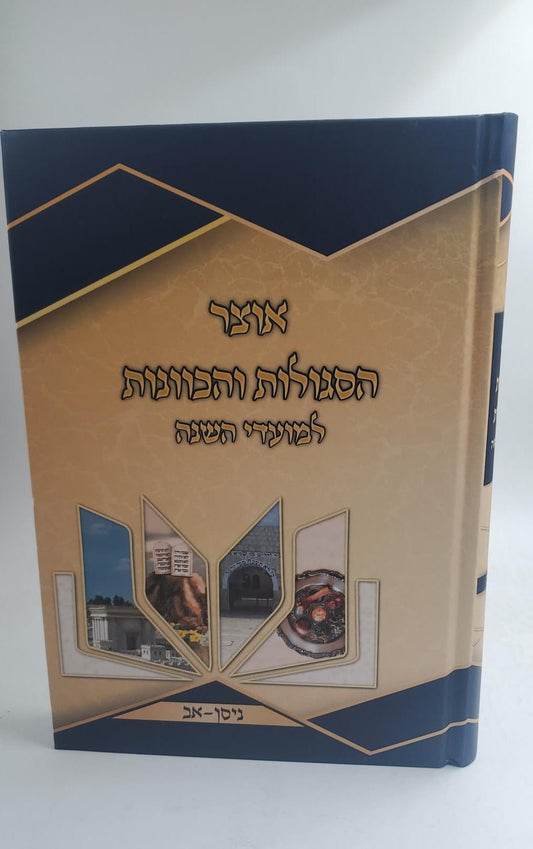 אוצר
הסגולות והכוונות
למועדי השנה
ניסן-אב